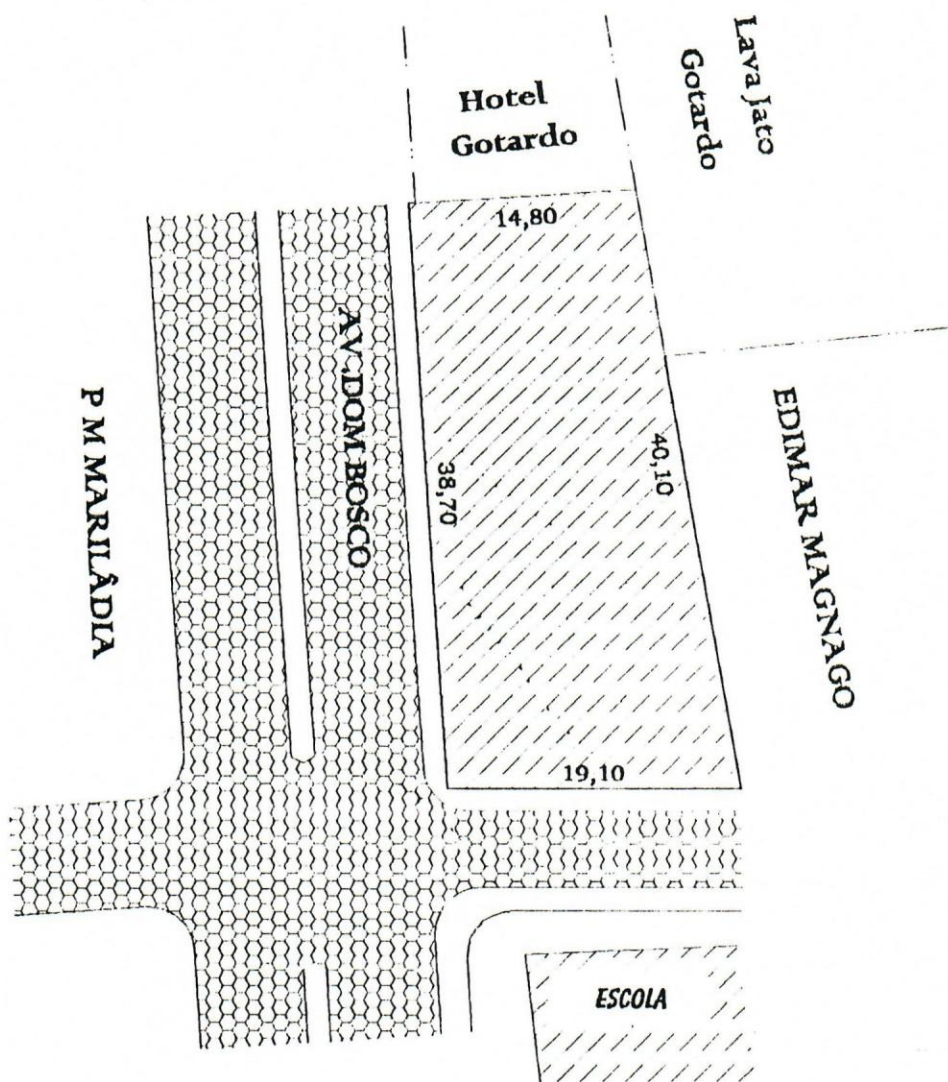 Hotel
Gotardo
Lava Jato
Gotardo
14,80
AV. DOM BOSCO
P M MARILÂDIA
38,70
40,10
EDIMAR MAGNAGO
19,10
ESCOLA